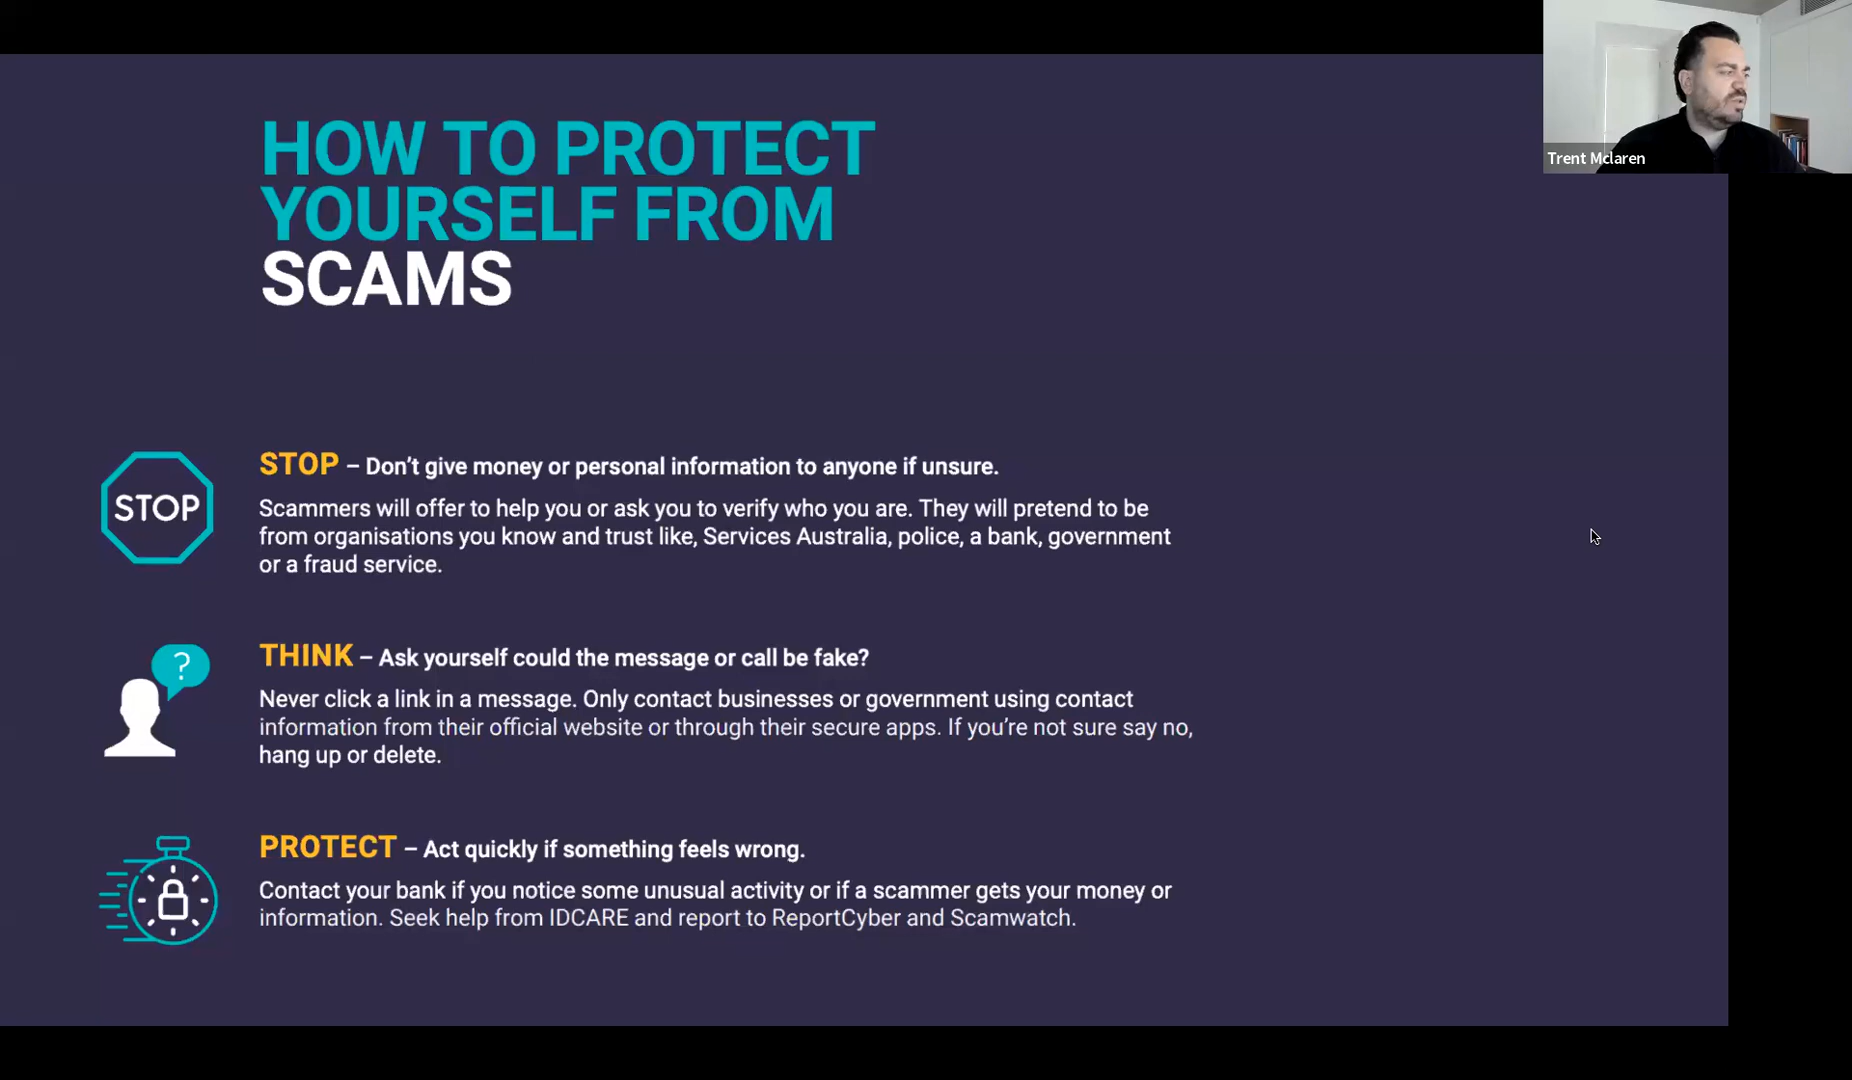 Trent Mclaren
HOW TO PROTECT
YOURSELF FROM
SCAMS
STOP
STOP – Don’t give money or personal information to anyone if unsure.
Scammers will offer to help you or ask you to verify who you are. They will pretend to be
from organisations you know and trust like, Services Australia, police, a bank, government
or a fraud service.
?
THINK – Ask yourself could the message or call be fake?
Never click a link in a message. Only contact businesses or government using contact
information from their official website or through their secure apps. If you’re not sure say no,
hang up or delete.
PROTECT – Act quickly if something feels wrong.
Contact your bank if you notice some unusual activity or if a scammer gets your money or
information. Seek help from IDCARE and report to ReportCyber and Scamwatch.